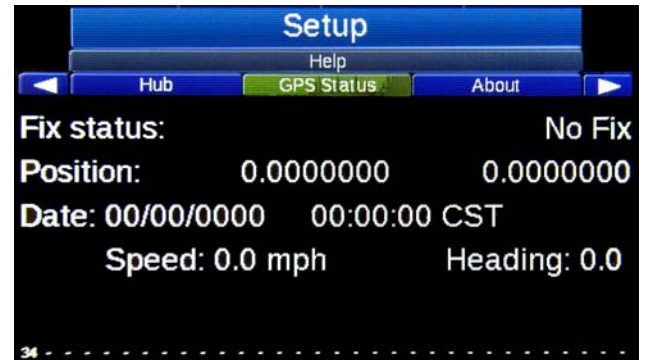 Setup
Help
Hub GPS Status About
Fix status: No Fix
Position: 0.0000000 0.0000000
Date: 00/00/0000 00:00:00 CST
Speed: 0.0 mph Heading: 0.0
34